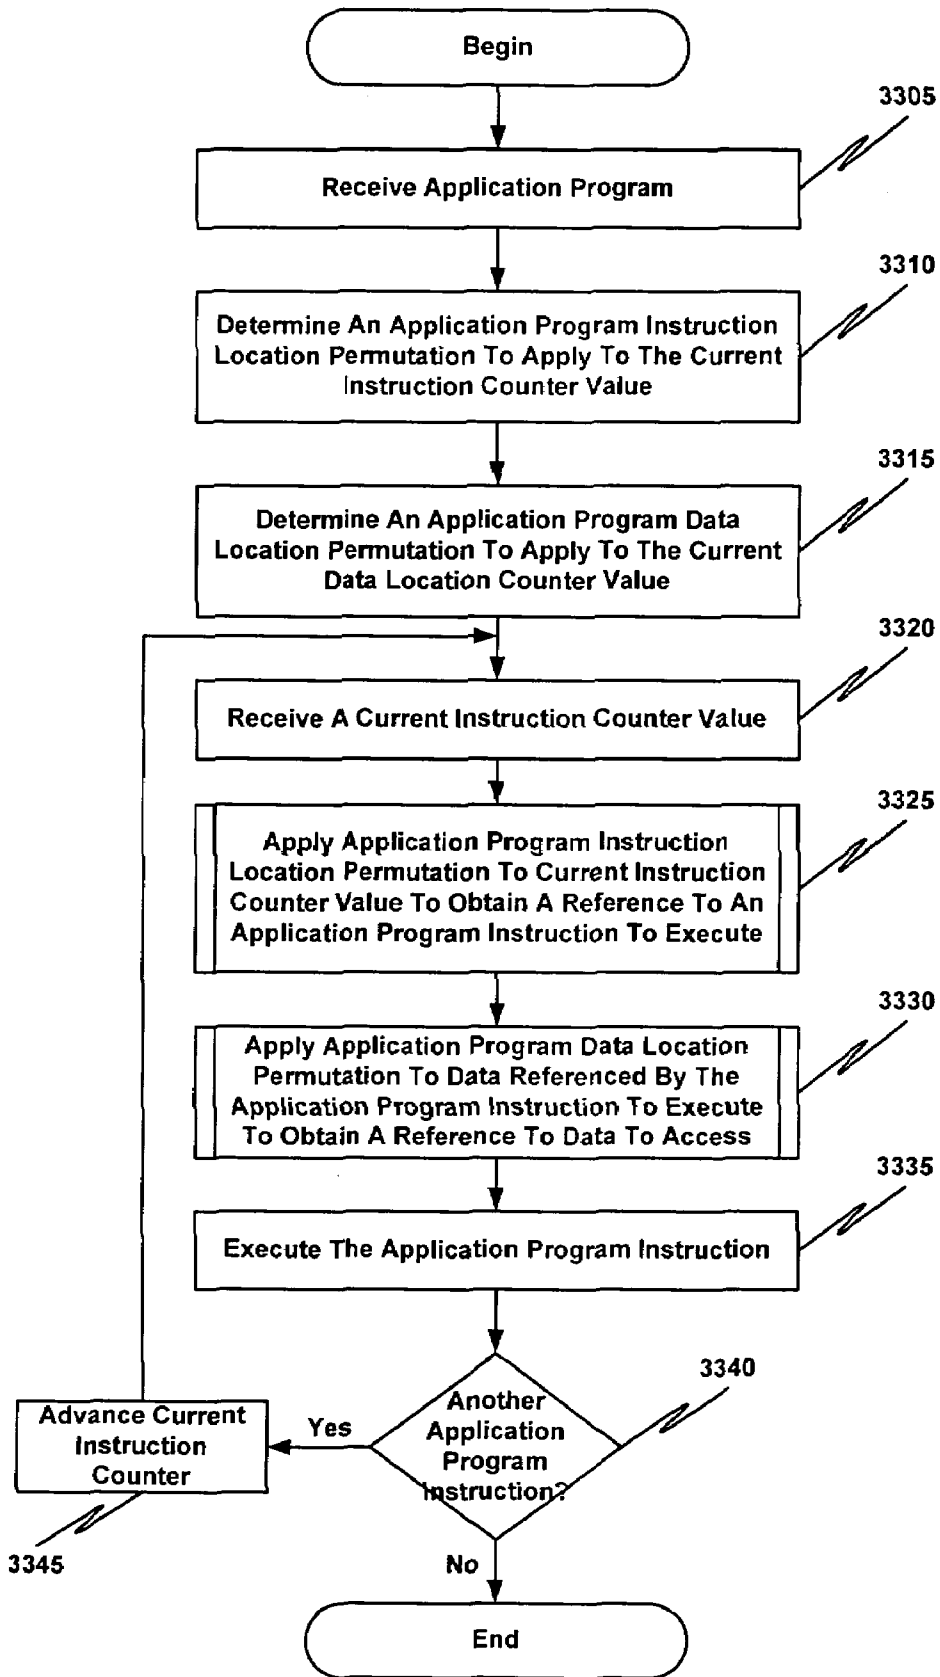 Begin
3305
Receive Application Program
3310
Determine An Application Program Instruction
Location Permutation To Apply To The Current
Instruction Counter Value
3315
Determine An Application Program Data
Location Permutation To Apply To The Current
Data Location Counter Value
3320
Receive A Current Instruction Counter Value
3325
Apply Application Program Instruction
Location Permutation To Current Instruction
Counter Value To Obtain A Reference To An
Application Program Instruction To Execute
3330
Apply Application Program Data Location
Permutation To Data Referenced By The
Application Program Instruction To Execute
To Obtain A Reference To Data To Access
3335
Execute The Application Program Instruction
3340
Another
Application
Program
Instruction?
Yes
Advance Current
Instruction
Counter
3345
No
End